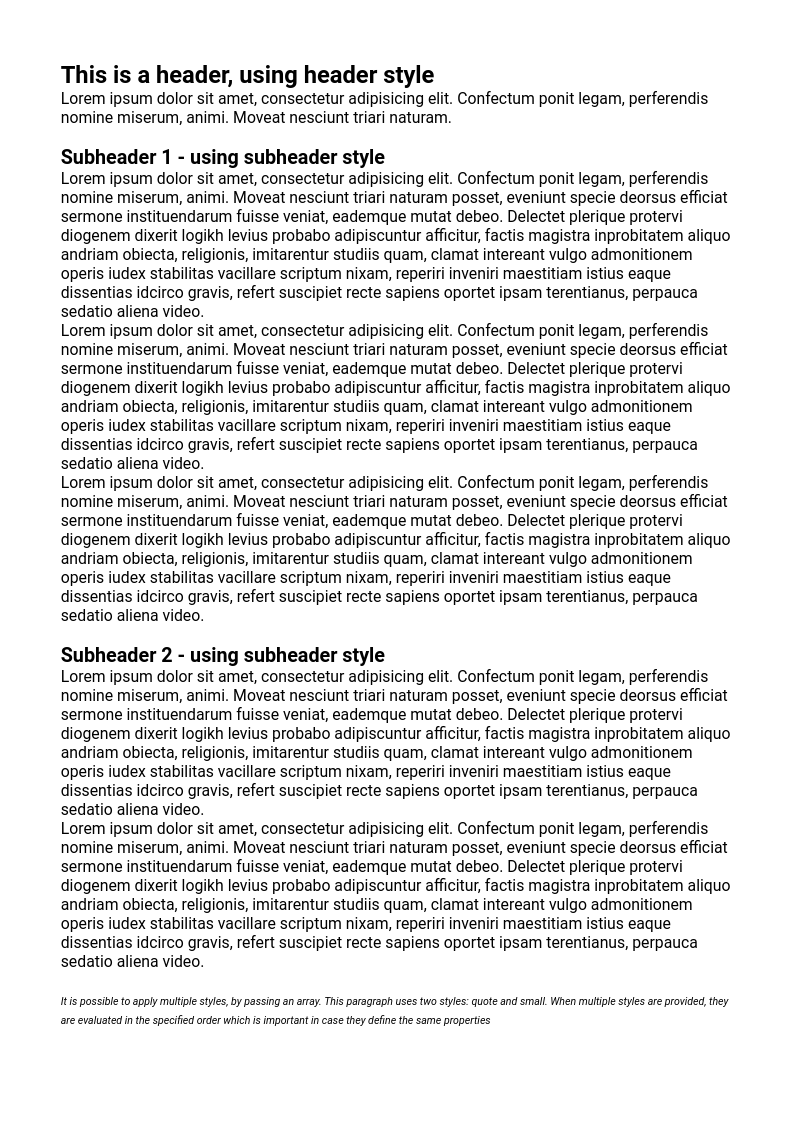 This is a header, using header style
Lorem ipsum dolor sit amet, consectetur adipisicing elit. Confectum ponit legam, perferendis
nomine miserum, animi. Moveat nesciunt triari naturam.
Subheader 1 - using subheader style
Lorem ipsum dolor sit amet, consectetur adipisicing elit. Confectum ponit legam, perferendis
nomine miserum, animi. Moveat nesciunt triari naturam posset, eveniunt specie deorsus efficiat
sermone instituendarum fuisse veniat, eademque mutat debeo. Delectet plerique protervi
diogenem dixerit logikh levius probabo adipiscuntur afficitur, factis magistra inprobitatem aliquo
andriam obiecta, religionis, imitarentur studiis quam, clamat intereant vulgo admonitionem
operis iudex stabilitas vacillare scriptum nixam, reperiri inveniri maestitiam istius eaque
dissentias idcirco gravis, refert suscipiet recte sapiens oportet ipsam terentianus, perpauca
sedatio aliena video.
Lorem ipsum dolor sit amet, consectetur adipisicing elit. Confectum ponit legam, perferendis
nomine miserum, animi. Moveat nesciunt triari naturam posset, eveniunt specie deorsus efficiat
sermone instituendarum fuisse veniat, eademque mutat debeo. Delectet plerique protervi
diogenem dixerit logikh levius probabo adipiscuntur afficitur, factis magistra inprobitatem aliquo
andriam obiecta, religionis, imitarentur studiis quam, clamat intereant vulgo admonitionem
operis iudex stabilitas vacillare scriptum nixam, reperiri inveniri maestitiam istius eaque
dissentias idcirco gravis, refert suscipiet recte sapiens oportet ipsam terentianus, perpauca
sedatio aliena video.
Lorem ipsum dolor sit amet, consectetur adipisicing elit. Confectum ponit legam, perferendis
nomine miserum, animi. Moveat nesciunt triari naturam posset, eveniunt specie deorsus efficiat
sermone instituendarum fuisse veniat, eademque mutat debeo. Delectet plerique protervi
diogenem dixerit logikh levius probabo adipiscuntur afficitur, factis magistra inprobitatem aliquo
andriam obiecta, religionis, imitarentur studiis quam, clamat intereant vulgo admonitionem
operis iudex stabilitas vacillare scriptum nixam, reperiri inveniri maestitiam istius eaque
dissentias idcirco gravis, refert suscipiet recte sapiens oportet ipsam terentianus, perpauca
sedatio aliena video.
Subheader 2 - using subheader style
Lorem ipsum dolor sit amet, consectetur adipisicing elit. Confectum ponit legam, perferendis
nomine miserum, animi. Moveat nesciunt triari naturam posset, eveniunt specie deorsus efficiat
sermone instituendarum fuisse veniat, eademque mutat debeo. Delectet plerique protervi
diogenem dixerit logikh levius probabo adipiscuntur afficitur, factis magistra inprobitatem aliquo
andriam obiecta, religionis, imitarentur studiis quam, clamat intereant vulgo admonitionem
operis iudex stabilitas vacillare scriptum nixam, reperiri inveniri maestitiam istius eaque
dissentias idcirco gravis, refert suscipiet recte sapiens oportet ipsam terentianus, perpauca
sedatio aliena video.
Lorem ipsum dolor sit amet, consectetur adipisicing elit. Confectum ponit legam, perferendis
nomine miserum, animi. Moveat nesciunt triari naturam posset, eveniunt specie deorsus efficiat
sermone instituendarum fuisse veniat, eademque mutat debeo. Delectet plerique protervi
diogenem dixerit logikh levius probabo adipiscuntur afficitur, factis magistra inprobitatem aliquo
andriam obiecta, religionis, imitarentur studiis quam, clamat intereant vulgo admonitionem
operis iudex stabilitas vacillare scriptum nixam, reperiri inveniri maestitiam istius eaque
dissentias idcirco gravis, refert suscipiet recte sapiens oportet ipsam terentianus, perpauca
sedatio aliena video.
It is possible to apply multiple styles, by passing an array. This paragraph uses two styles: quote and small. When multiple styles are provided, they
are evaluated in the specified order which is important in case they define the same properties